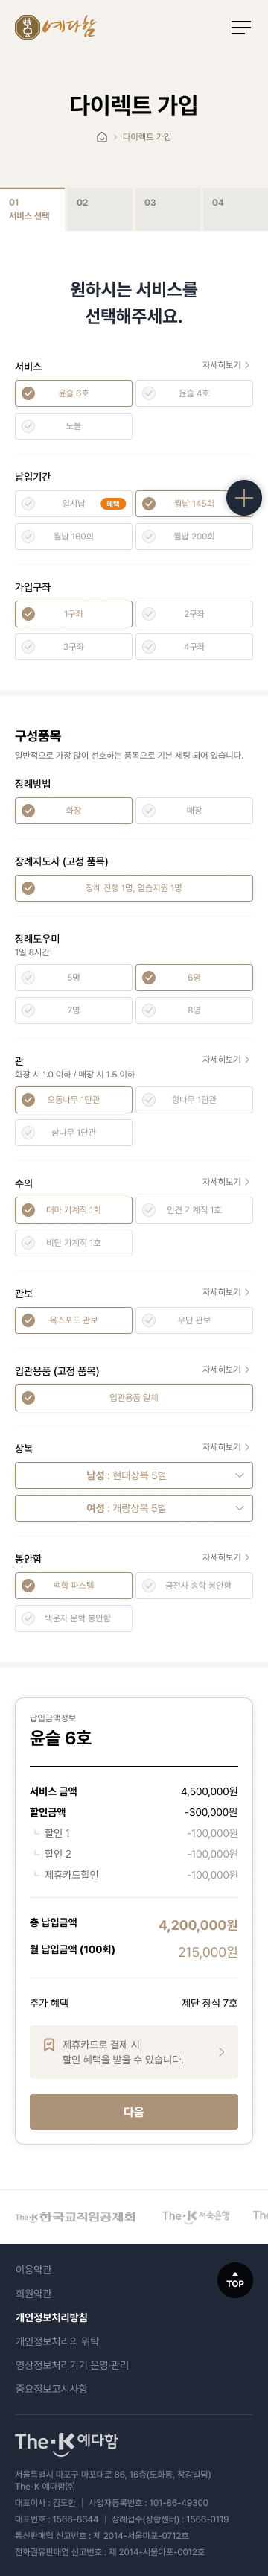 예다함
다이렉트 가입
다이렉트 가입
01
서비스 선택
02
03
04
원하시는 서비스를
선택해주세요.
서비스
자세히보기
윤슬 6호
윤슬 4호
노블
납입기간
일시납
혜택
월납 145회
월납 160회
월납 200회
가입구좌
1구좌
2구좌
3구좌
4구좌
구성품목
일반적으로 가장 많이 선호하는 품목으로 기본 세팅 되어 있습니다.
장례방법
화장
매장
장례지도사 (고정 품목)
장례 진행 1명, 염습지원 1명
장례도우미
1일 8시간
5명
6명
7명
8명
관
자세히보기
화장 시 1.0 이하 / 매장 시 1.5 이하
오동나무 1단관
향나무 1단관
삼나무 1단관
수의
자세히보기
대마 기계직 1회
인견 기계직 1호
비단 기계직 1호
관보
자세히보기
옥스포드 관보
우단 관보
입관용품 (고정 품목)
자세히보기
입관용품 일체
상복
자세히보기
남성 : 현대상복 5벌
여성 : 개량상복 5벌
봉안함
자세히보기
백합 파스텔
금전사 송학 봉안함
백운자 운학 봉안함
납입금액정보
윤슬 6호
서비스 금액
4,500,000원
할인금액
-300,000원
할인 1
-100,000원
할인 2
-100,000원
제휴카드할인
-100,000원
총 납입금액
4,200,000원
월 납입금액 (100회)
215,000원
추가 혜택
제단 장식 7호
제휴카드로 결제 시
할인 혜택을 받을 수 있습니다.
다음
The-K한국교직원공제회
The-K저축은행
The
이용약관
회원약관
개인정보처리방침
개인정보처리의 위탁
영상정보처리기기 운영·관리
중요정보고시사항
TOP
The-K 예다함
서울특별시 마포구 마포대로 86, 16층(도화동, 창강빌딩)
The-K 예다함㈜
대표이사 : 김도한 | 사업자등록번호 : 101-86-49300
대표번호 : 1566-6644 | 장례접수(상황센터) : 1566-0119
통신판매업 신고번호 : 제 2014-서울마포-0712호
전화권유판매업 신고번호 : 제 2014-서울마포-0012호